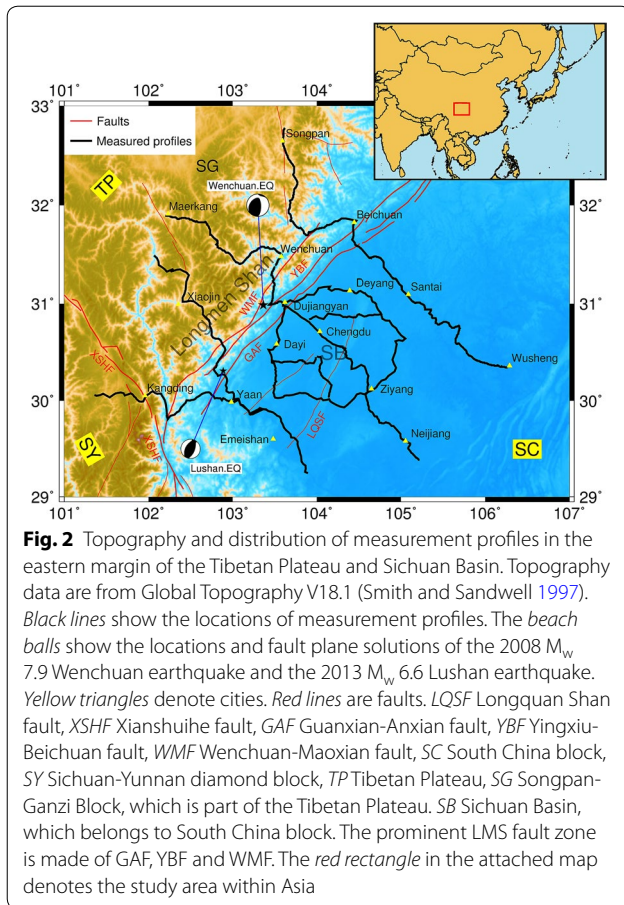 101° 102° 103° 104°
33°
Faults
Measured profiles
Songpan
SG
Wenchuan.EQ
TP
Maerkang
32°
Beichuan
Wenchuan
YBF
Longmen Shan
WMF
Xiaojin
Deyang
Santai
31°
Dujiangyan
Chengdu
GAF
Dayi
SB
Wusheng
XSHF
Kangding
Yaan
Ziyang
30°
LQSF
Emeishan
Neijiang
SY
XSHF
SC
Lushan.EQ
29°
101° 102° 103° 104° 105° 106° 107°
Fig. 2 Topography and distribution of measurement profiles in the
eastern margin of the Tibetan Plateau and Sichuan Basin. Topography
data are from Global Topography V18.1 (Smith and Sandwell 1997).
Black lines show the locations of measurement profiles. The beach
balls show the locations and fault plane solutions of the 2008 Mw
7.9 Wenchuan earthquake and the 2013 Mw 6.6 Lushan earthquake.
Yellow triangles denote cities. Red lines are faults. LQSF Longquan Shan
fault, XSHF Xianshuihe fault, GAF Guanxian-Anxian fault, YBF Yingxiu-
Beichuan fault, WMF Wenchuan-Maoxian fault, SC South China block,
SY Sichuan-Yunnan diamond block, TP Tibetan Plateau, SG Songpan-
Ganzi Block, which is part of the Tibetan Plateau. SB Sichuan Basin,
which belongs to South China block. The prominent LMS fault zone
is made of GAF, YBF and WMF. The red rectangle in the attached map
denotes the study area within Asia